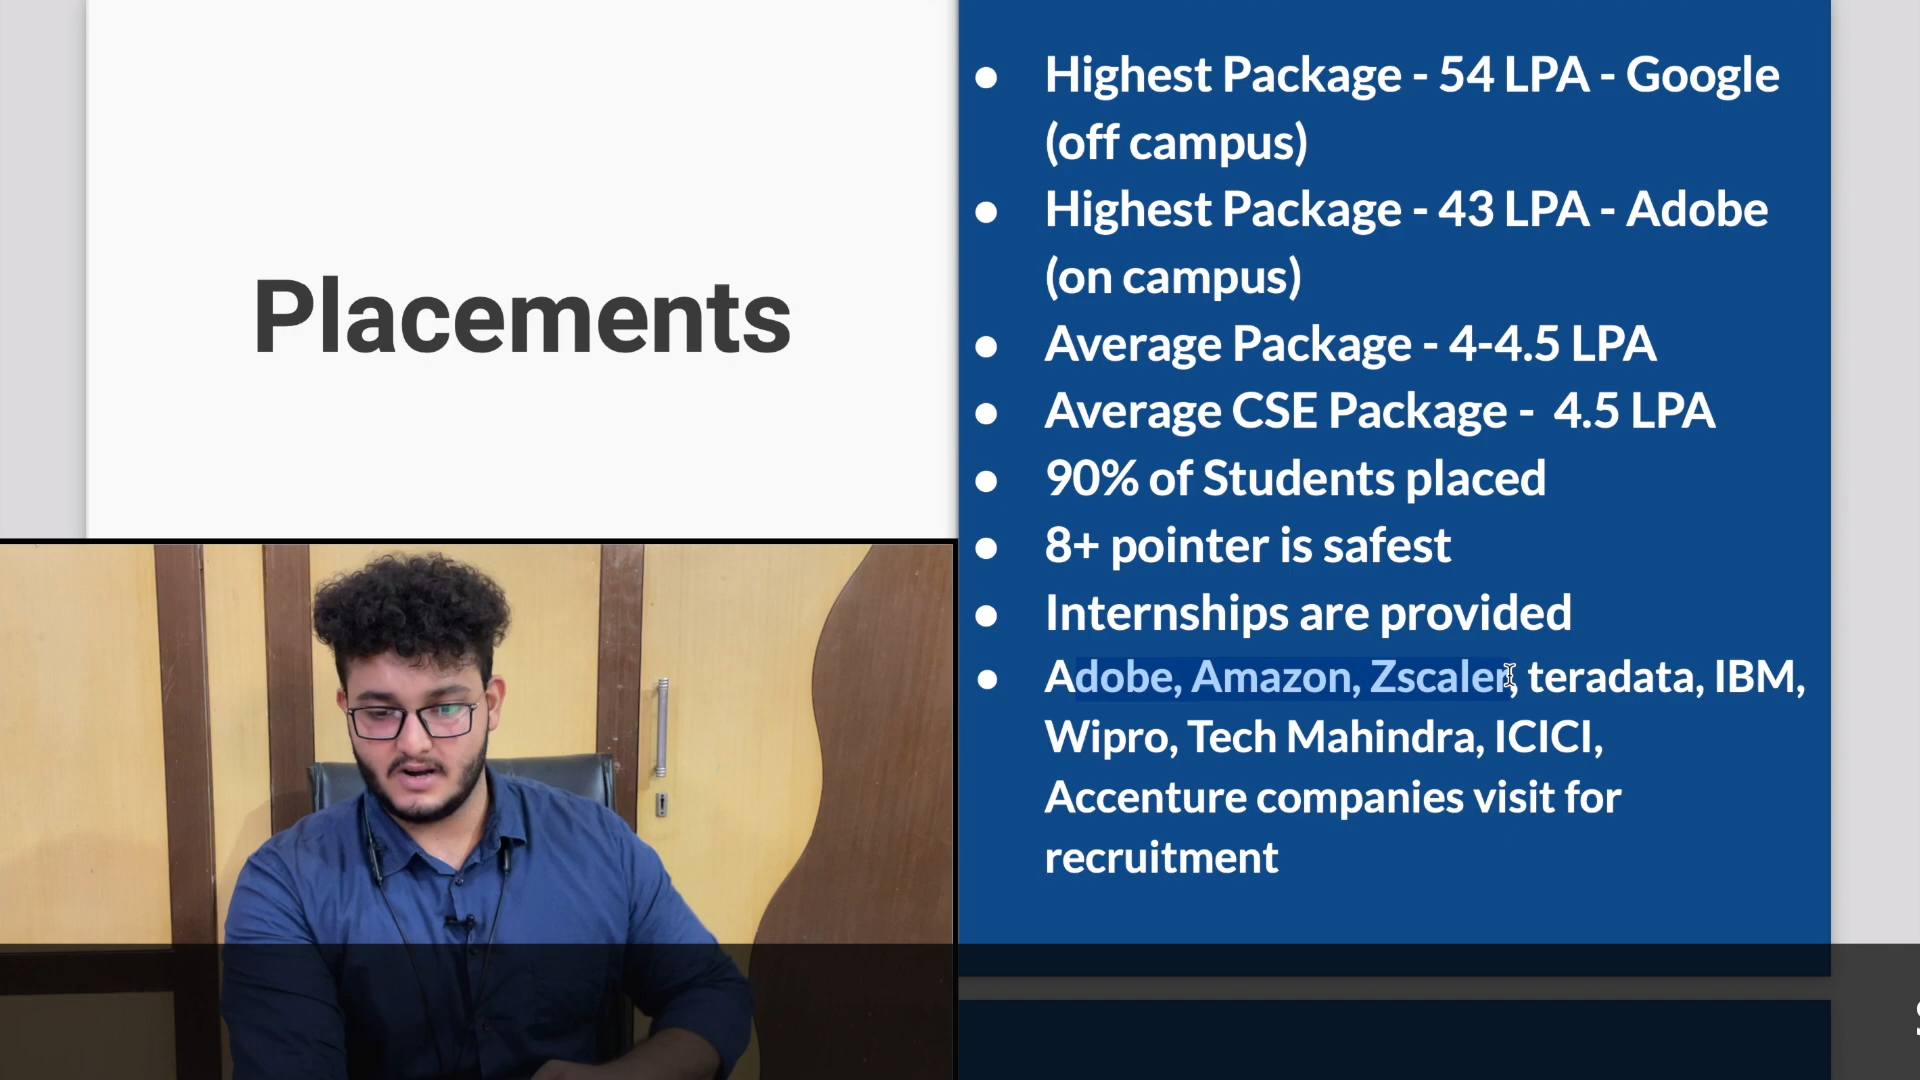 Placements
● Highest Package - 54 LPA - Google
(off campus)
● Highest Package - 43 LPA - Adobe
(on campus)
● Average Package - 4-4.5 LPA
● Average CSE Package -  4.5 LPA
● 90% of Students placed
● 8+ pointer is safest
● Internships are provided
● Adobe, Amazon, Zscaler, teradata, IBM,
Wipro, Tech Mahindra, ICICI,
Accenture companies visit for
recruitment